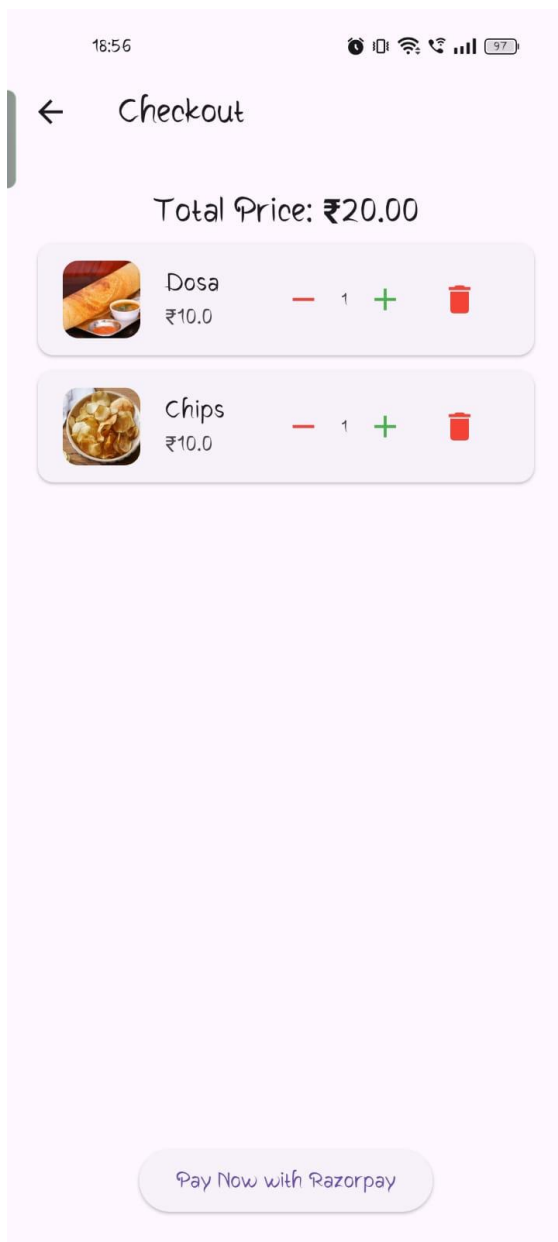 18:56
97
Checkout
Total Price: ₹20.00
Dosa
₹10.0
1
Chips
₹10.0
1
Pay Now with Razorpay